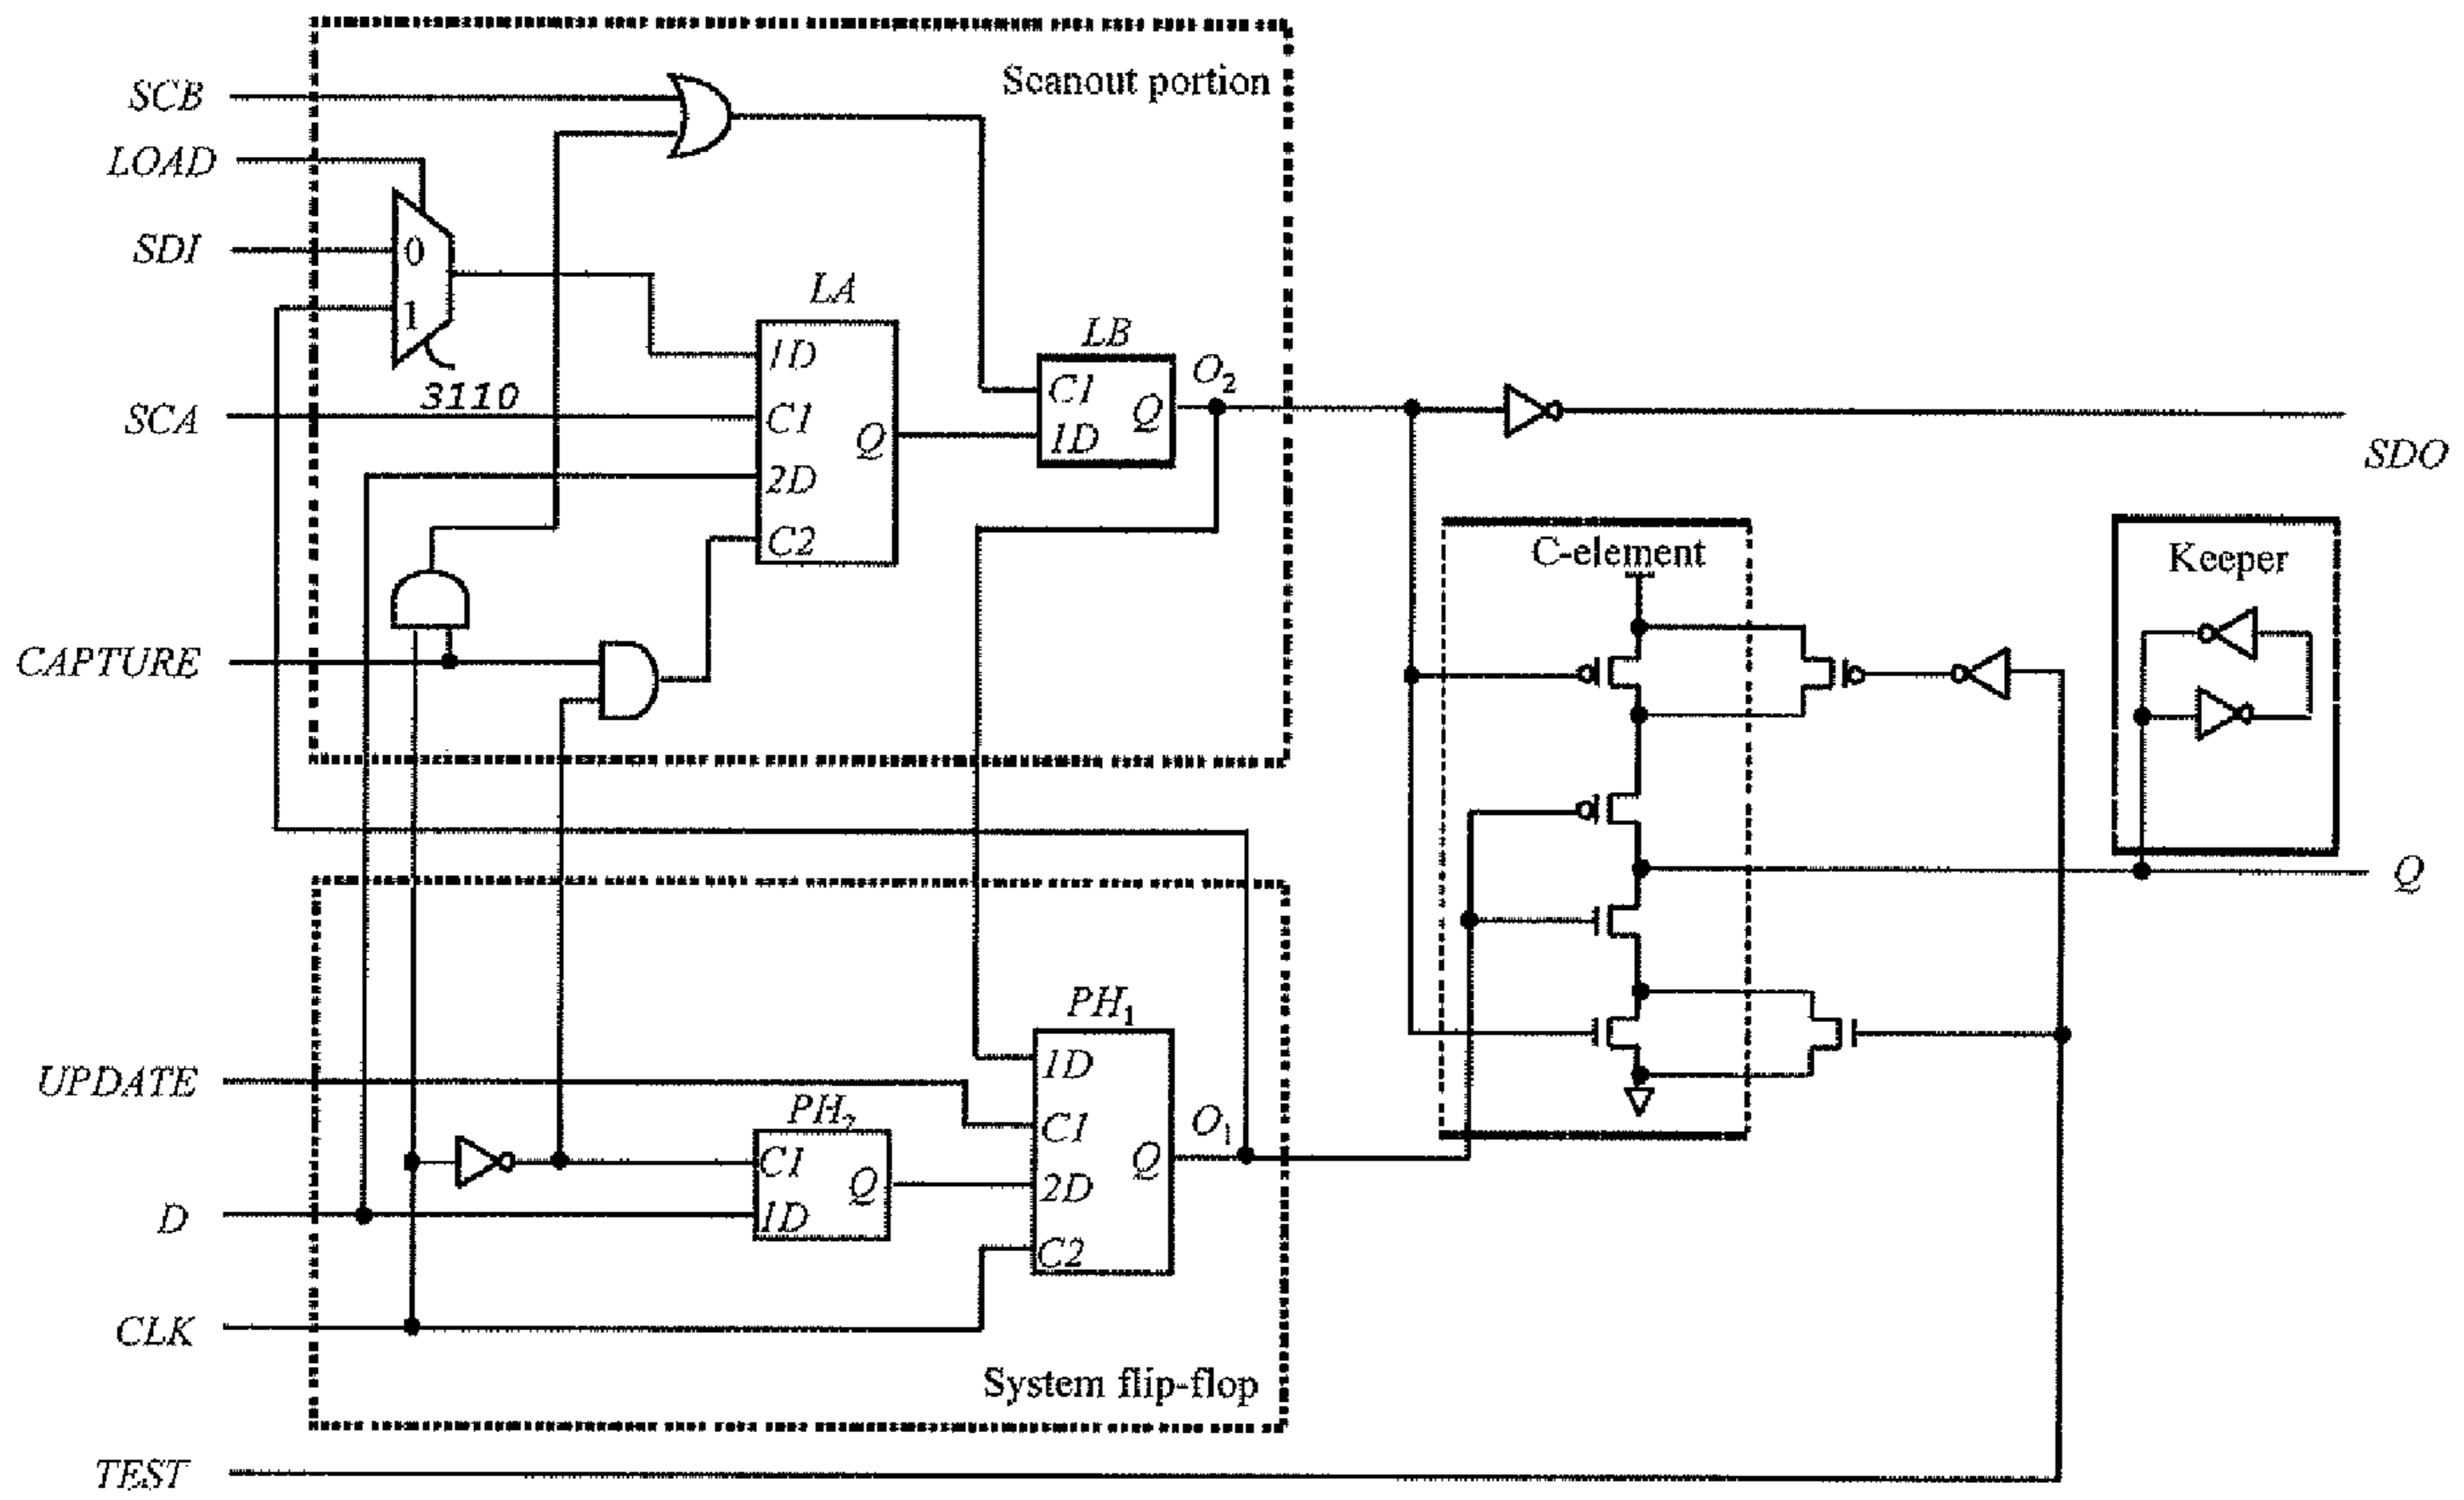 Scanout portion
SCB
LOAD
SDI
0
1
3110
SCA
LA
1D
C1
2D
C2
Q
LB
C1
1D
Q
O2
SDO
C-element
Keeper
CAPTURE
Q
UPDATE
PH2
C1
1D
Q
PH1
1D
C1
2D
C2
Q
O1
D
CLK
System flip-flop
TEST